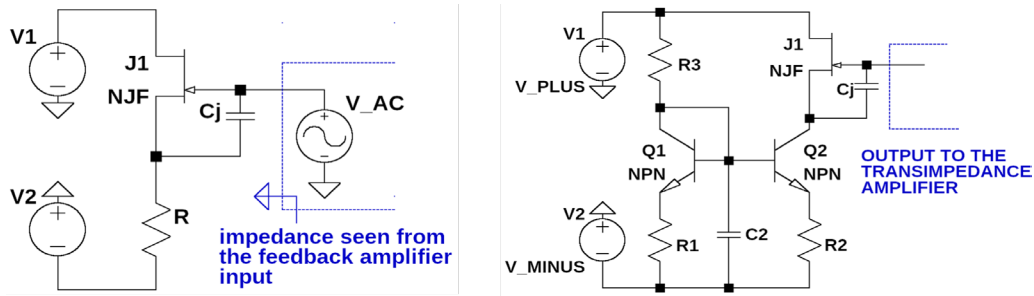 V1
J1
NJF
Cj
V_AC
V2
R
impedance seen from
the feedback amplifier
input
V1
V_PLUS
R3
J1
NJF
Cj
Q1
NPN
Q2
NPN
OUTPUT TO THE
TRANSIMPEDANCE
AMPLIFIER
V2
V_MINUS
R1
C2
R2